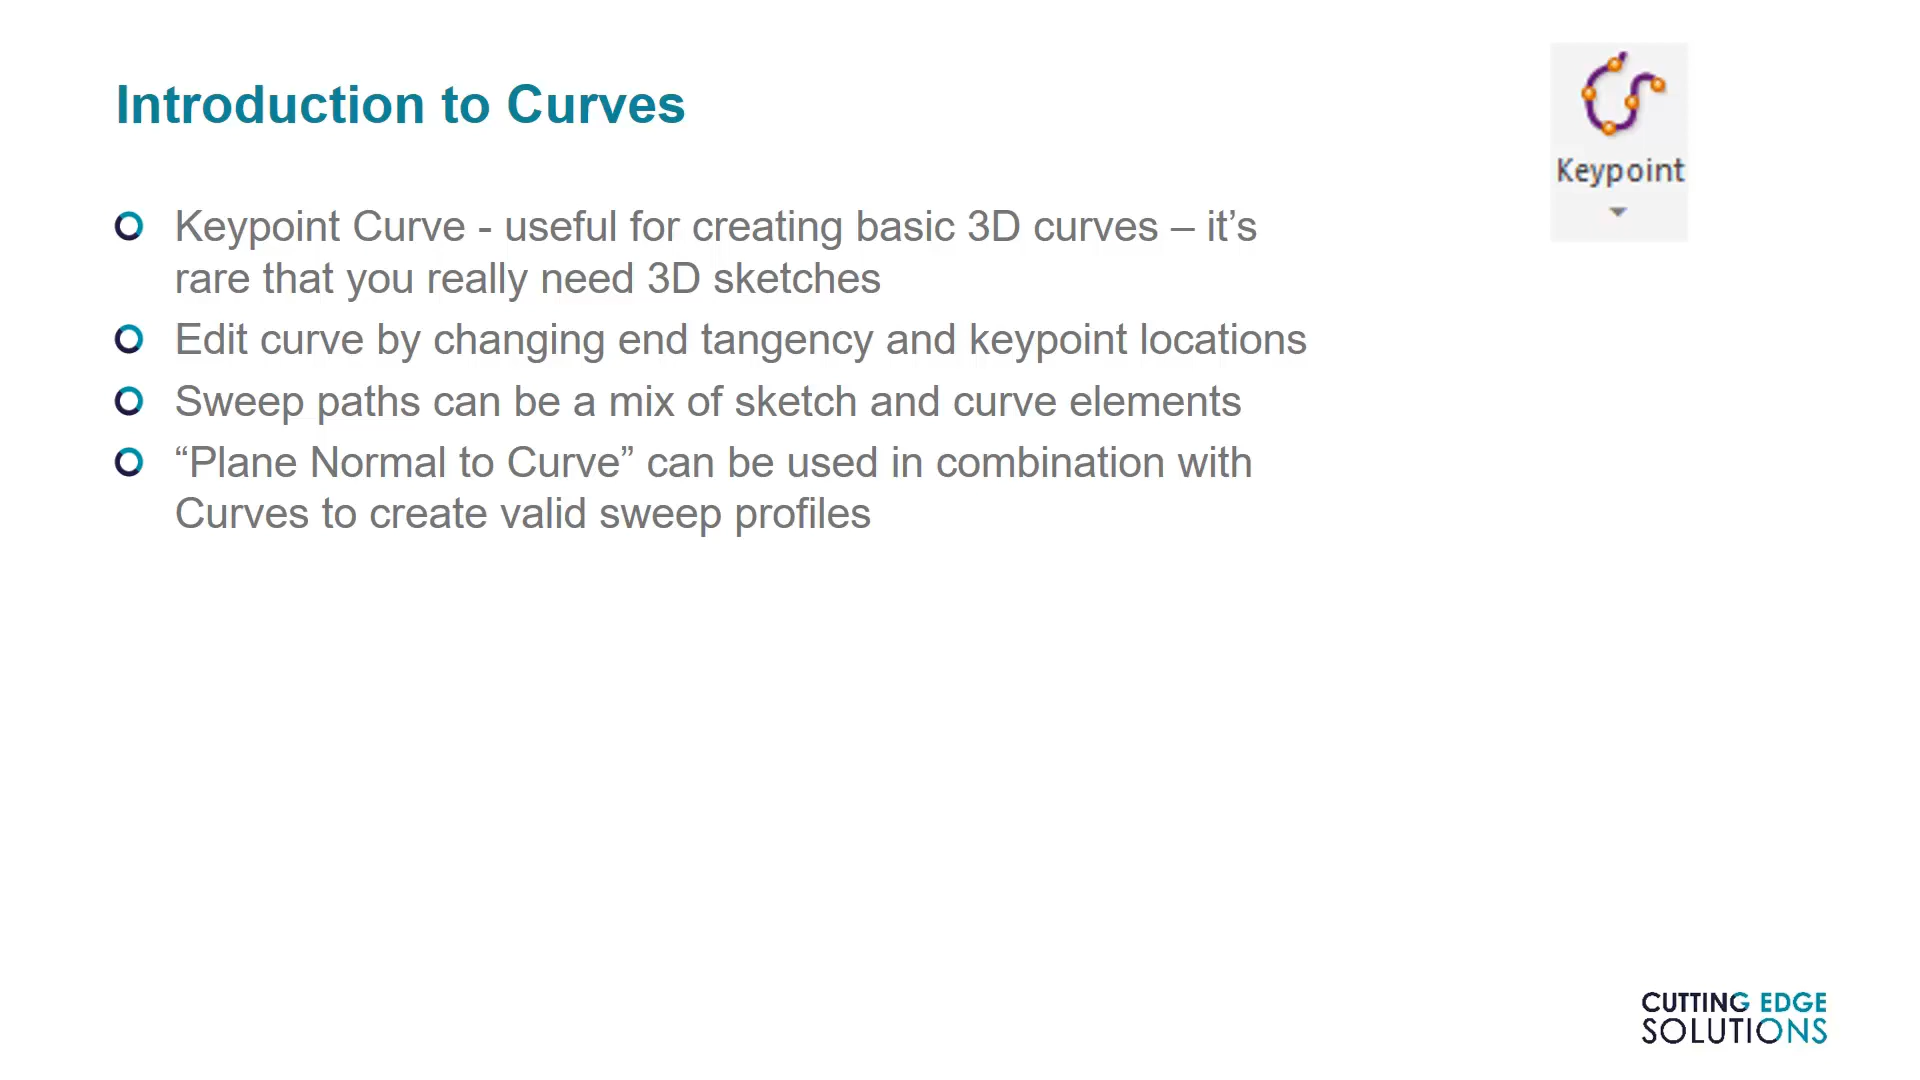 Introduction to Curves
Keypoint
Keypoint Curve - useful for creating basic 3D curves – it’s
rare that you really need 3D sketches
Edit curve by changing end tangency and keypoint locations
Sweep paths can be a mix of sketch and curve elements
“Plane Normal to Curve” can be used in combination with
Curves to create valid sweep profiles
CUTTING EDGE
SOLUTIONS